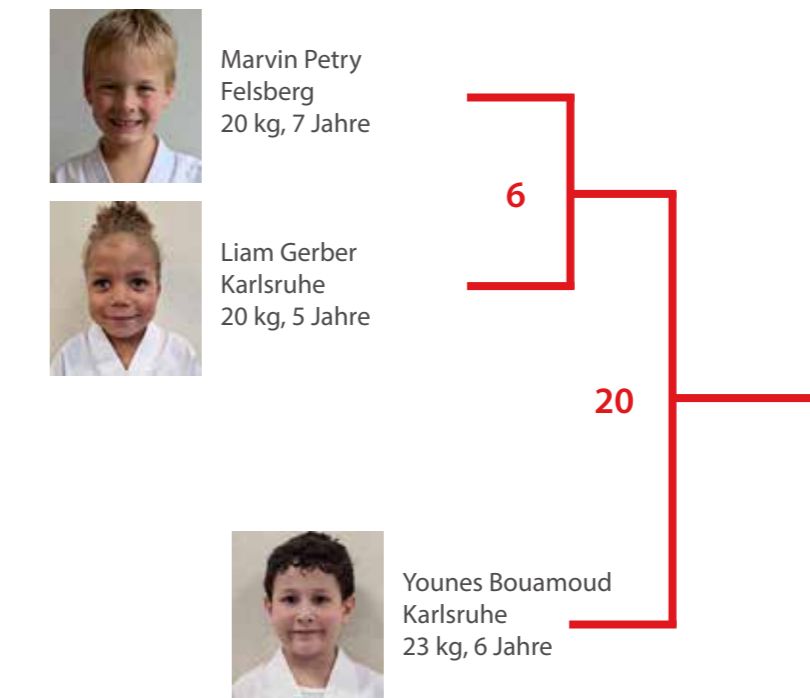 Marvin Petry
Felsberg
20 kg, 7 Jahre
6
Liam Gerber
Karlsruhe
20 kg, 5 Jahre
20
Younes Bouamoud
Karlsruhe
23 kg, 6 Jahre